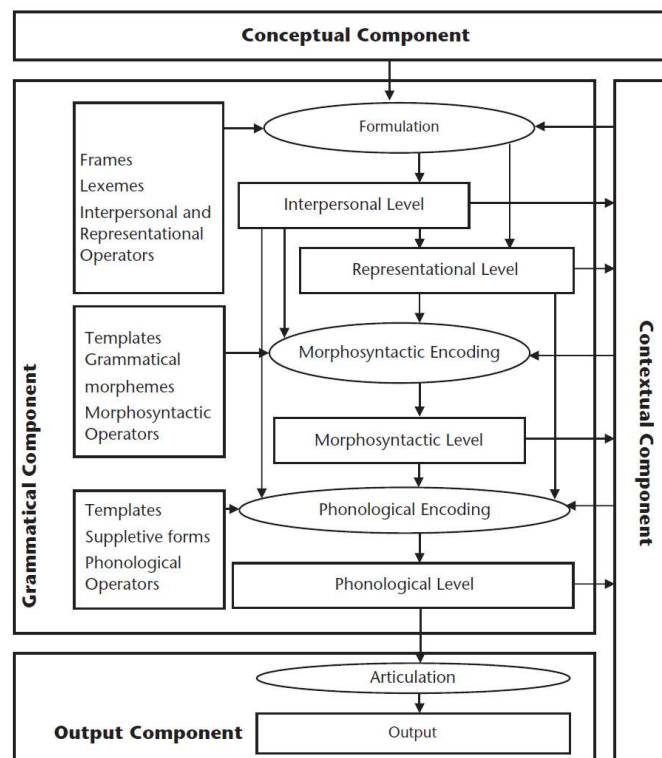 Conceptual Component
Formulation
Frames
Lexemes
Interpersonal and
Representational
Operators
Interpersonal Level
Representational Level
Templates
Grammatical
morphemes
Morphosyntactic
Operators
Morphosyntactic Encoding
Morphosyntactic Level
Templates
Suppletive forms
Phonological
Operators
Phonological Encoding
Phonological Level
Grammatical Component
Contextual Component
Articulation
Output Component
Output